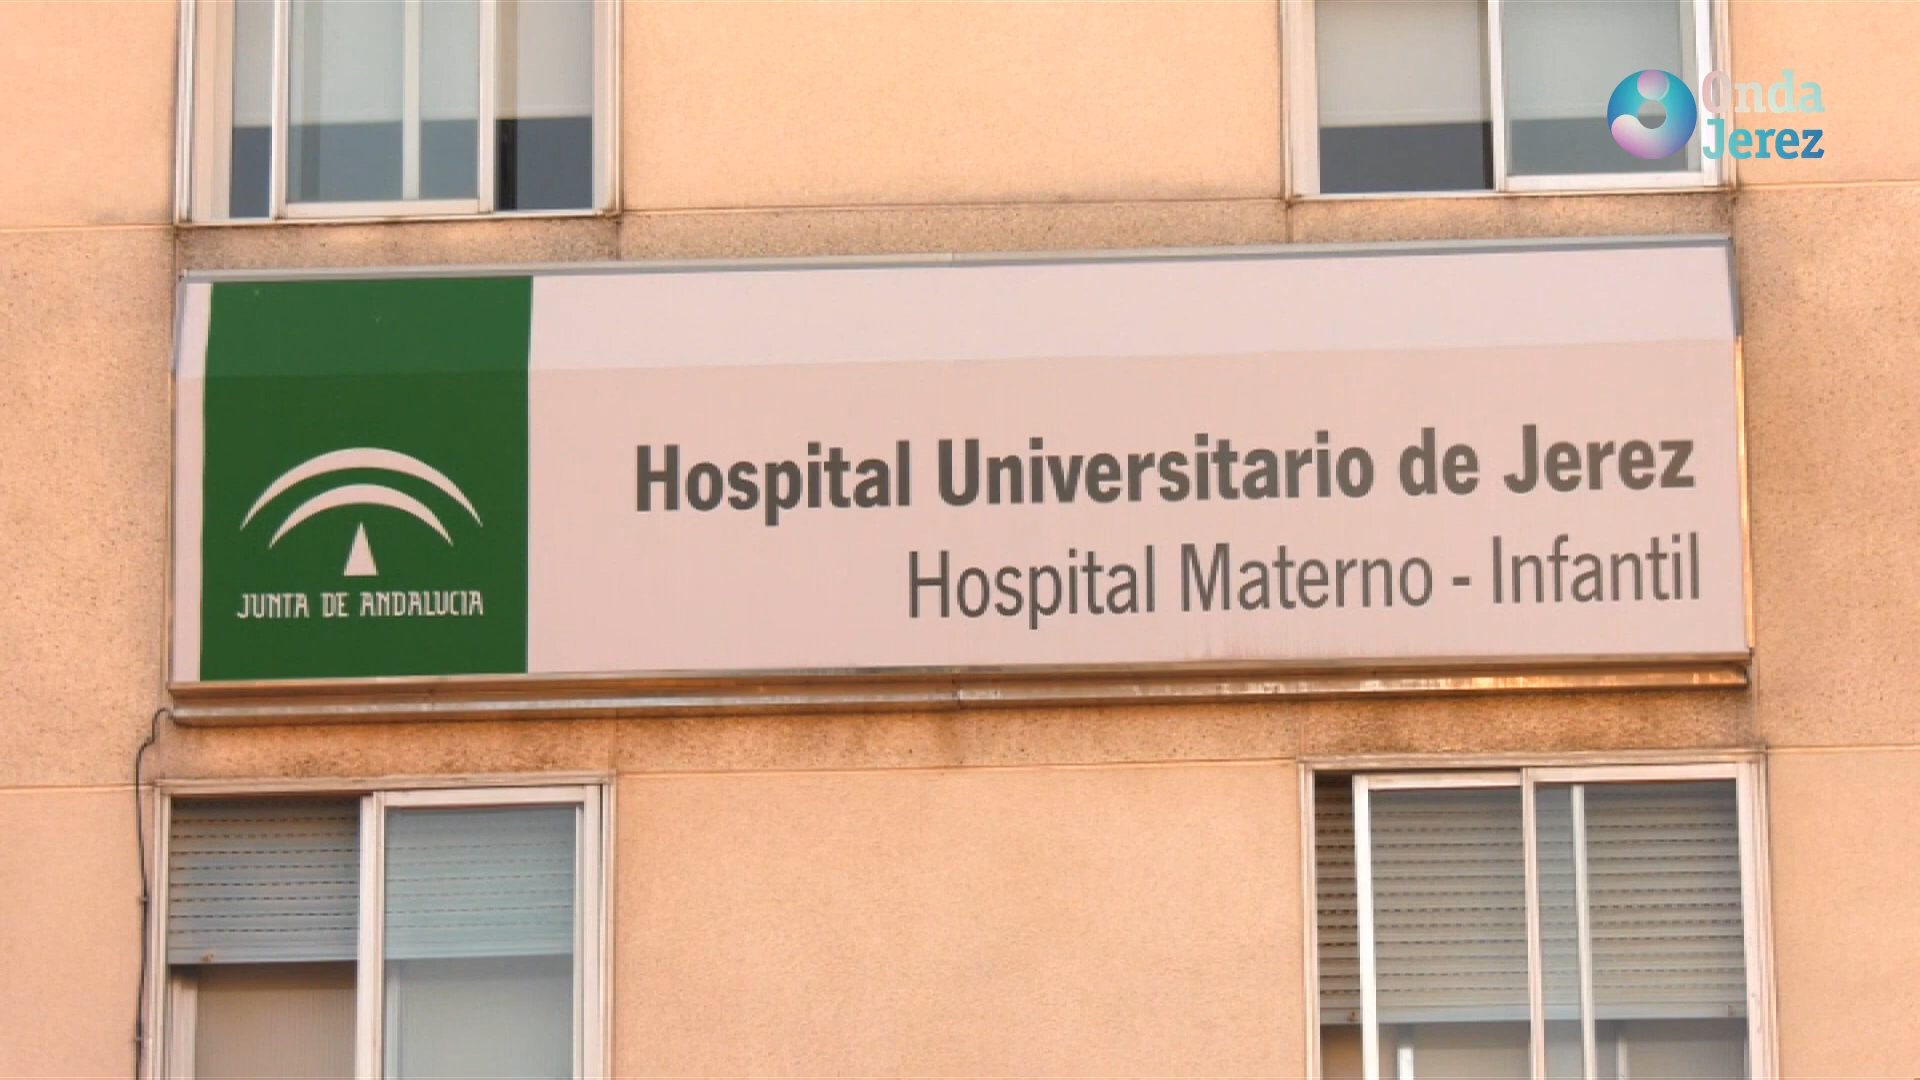 Onda
Jerez
Hospital Universitario de Jerez
Hospital Materno - Infantil
JUNTA DE ANDALUCIA